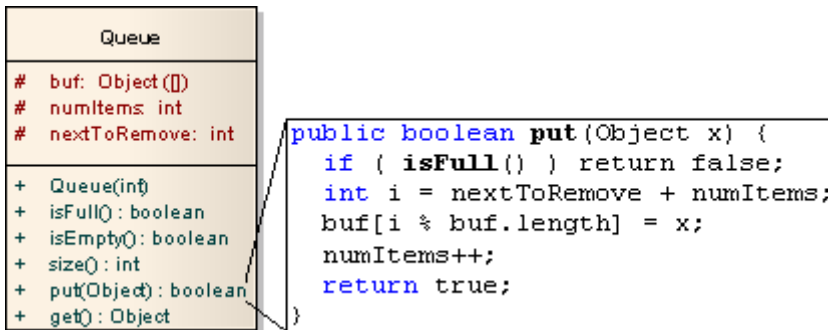 Queue
# buf: Object ([])
# numItems: int
# nextToRemove: int
+ Queue(int)
+ isFull() : boolean
+ isEmpty() : boolean
+ size() : int
+ put(Object) : boolean
+ get() : Object
public boolean put(Object x) {
if ( isFull() ) return false;
int i = nextToRemove + numItems;
buf[i % buf.length] = x;
numItems++;
return true;
}